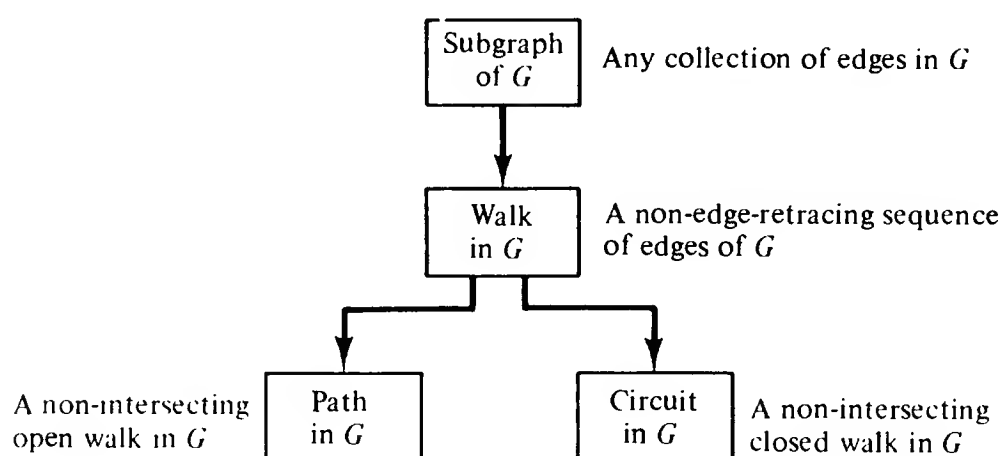 Subgraph
of G
Any collection of edges in G
Walk
in G
A non-edge-retracing sequence
of edges of G
A non-intersecting
open walk in G
Path
in G
Circuit
in G
A non-intersecting
closed walk in G